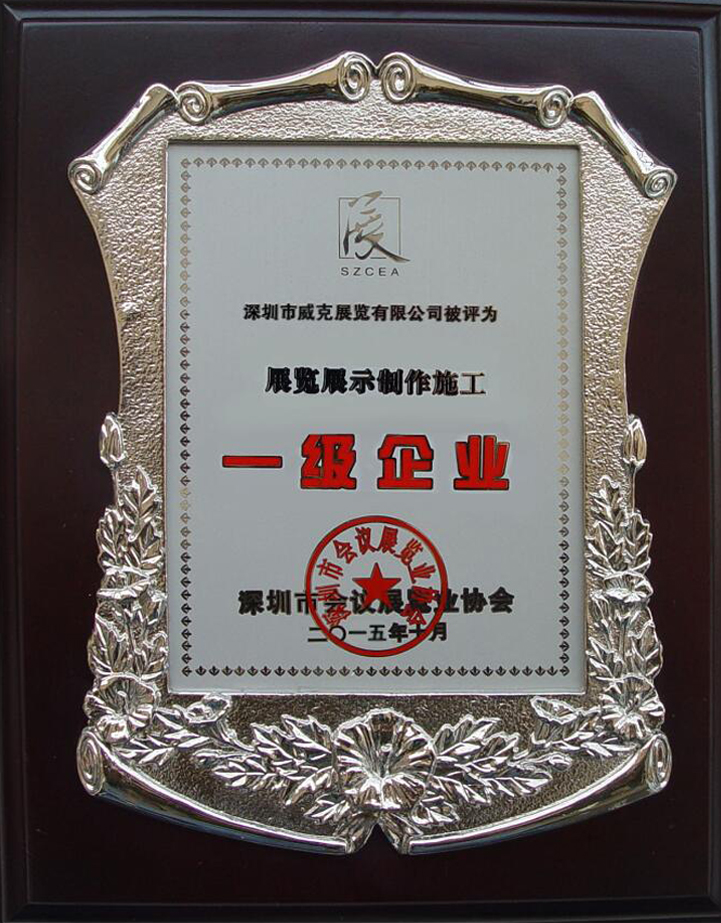 展
SZCEA
深圳市威克展览有限公司被评为
展览展示制作施工
一级企业
深圳市会议展览业协会
深圳市会议展览业协会
二〇一五年十月